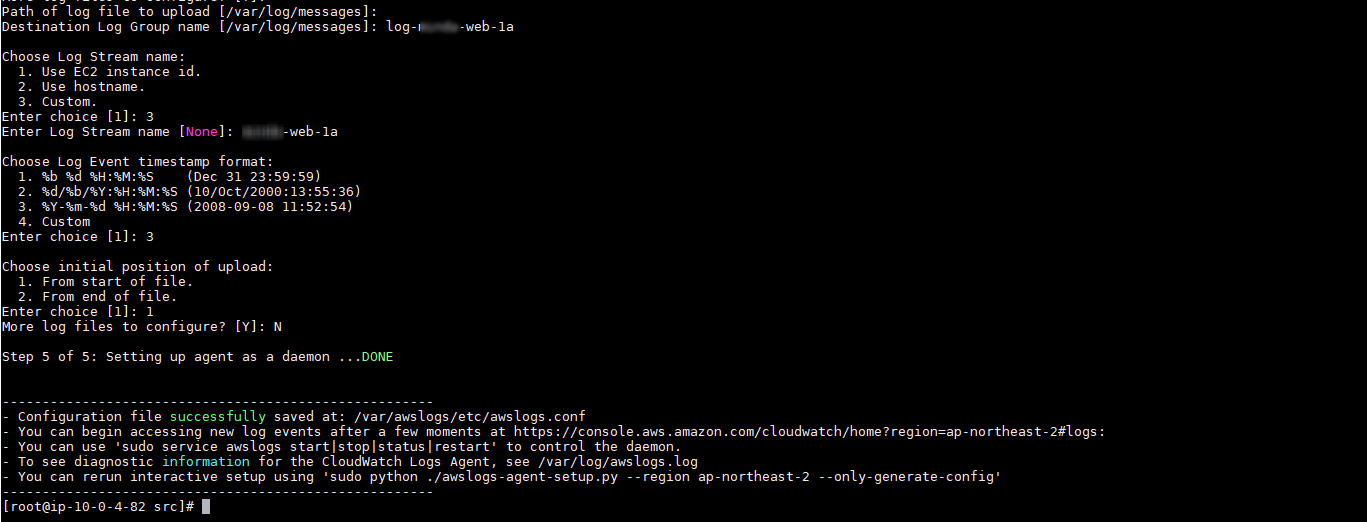 Path of log file to upload [/var/log/messages]:
Destination Log Group name [/var/log/messages]: log- -web-1a
Choose Log Stream name:
1. Use EC2 instance id.
2. Use hostname.
3. Custom.
Enter choice [1]: 3
Enter Log Stream name [None]: -web-1a
Choose Log Event timestamp format:
1. %b %d %H:%M:%S    (Dec 31 23:59:59)
2. %d/%b/%Y:%H:%M:%S (10/Oct/2000:13:55:36)
3. %Y-%m-%d %H:%M:%S (2008-09-08 11:52:54)
4. Custom
Enter choice [1]: 3
Choose initial position of upload:
1. From start of file.
2. From end of file.
Enter choice [1]: 1
More log files to configure? [Y]: N
Step 5 of 5: Setting up agent as a daemon ...DONE
------------------------------------------------------
- Configuration file successfully saved at: /var/awslogs/etc/awslogs.conf
- You can begin accessing new log events after a few moments at https://console.aws.amazon.com/cloudwatch/home?region=ap-northeast-2#logs:
- You can use 'sudo service awslogs start|stop|status|restart' to control the daemon.
- To see diagnostic information for the CloudWatch Logs Agent, see /var/log/awslogs.log
- You can rerun interactive setup using 'sudo python ./awslogs-agent-setup.py --region ap-northeast-2 --only-generate-config'
------------------------------------------------------
[root@ip-10-0-4-82 src]#